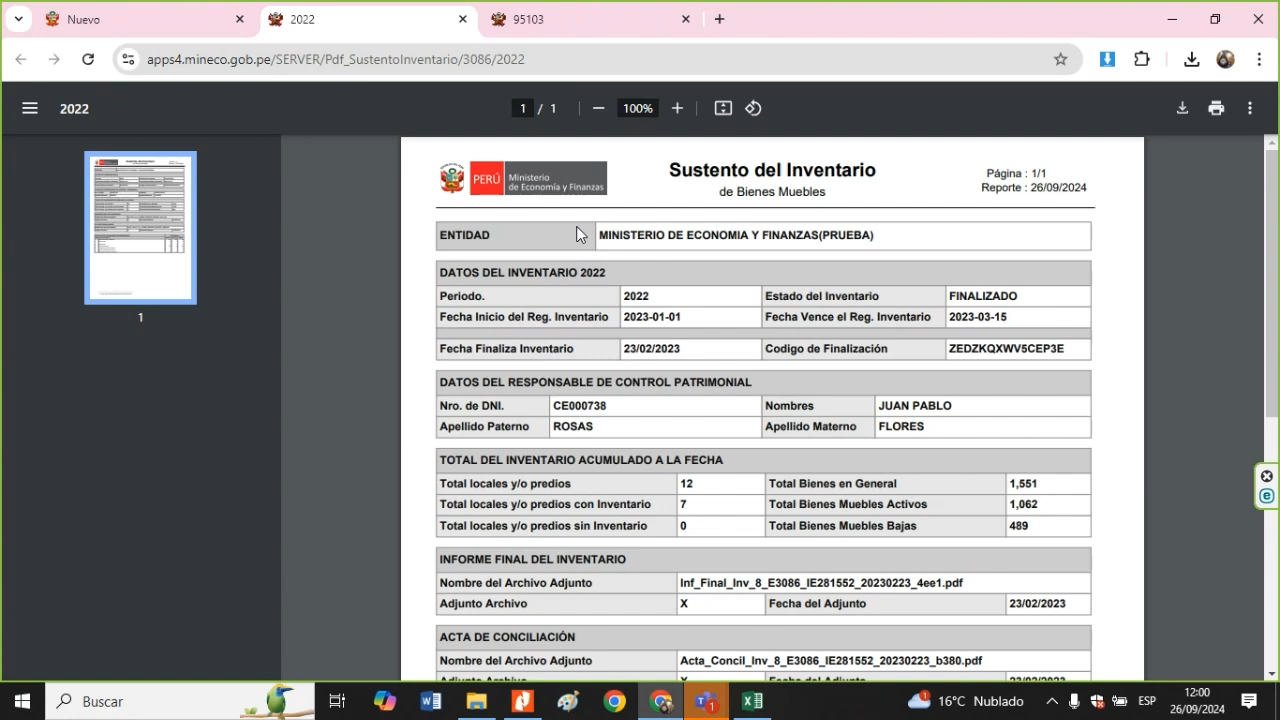 Nuevo
2022
95103
apps4.mineco.gob.pe/SERVER/Pdf_SustentoInventario/3086/2022
2022
1 / 1
100%
1
PERÚ Ministerio de Economía y Finanzas
Sustento del Inventario
de Bienes Muebles
Página : 1/1
Reporte : 26/09/2024
ENTIDAD MINISTERIO DE ECONOMIA Y FINANZAS(PRUEBA)
DATOS DEL INVENTARIO 2022
Periodo. 2022 Estado del Inventario FINALIZADO
Fecha Inicio del Reg. Inventario 2023-01-01 Fecha Vence el Reg. Inventario 2023-03-15
Fecha Finaliza Inventario 23/02/2023 Codigo de Finalización ZEDZKQXWV5CEP3E
DATOS DEL RESPONSABLE DE CONTROL PATRIMONIAL
Nro. de DNI. CE000738 Nombres JUAN PABLO
Apellido Paterno ROSAS Apellido Materno FLORES
TOTAL DEL INVENTARIO ACUMULADO A LA FECHA
Total locales y/o predios 12 Total Bienes en General 1,551
Total locales y/o predios con Inventario 7 Total Bienes Muebles Activos 1,062
Total locales y/o predios sin Inventario 0 Total Bienes Muebles Bajas 489
INFORME FINAL DEL INVENTARIO
Nombre del Archivo Adjunto Inf_Final_Inv_8_E3086_IE281552_20230223_4ee1.pdf
Adjunto Archivo X Fecha del Adjunto 23/02/2023
ACTA DE CONCILIACIÓN
Nombre del Archivo Adjunto Acta_Concil_Inv_8_E3086_IE281552_20230223_b380.pdf
Buscar
16°C Nublado
ESP
12:00
26/09/2024